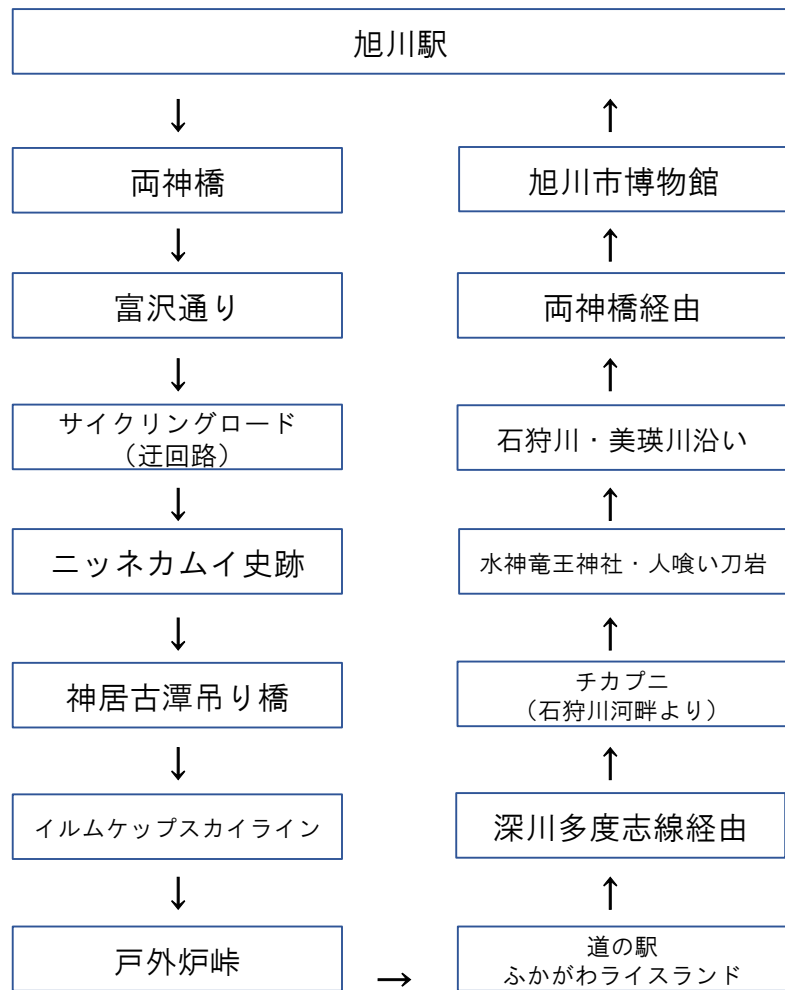 旭川駅
↓
両神橋
↓
富沢通り
↓
サイクリングロード
（迂回路）
↓
ニッネカムイ史跡
↓
神居古潭吊り橋
↓
イルムケップスカイライン
↓
戸外炉峠
→
道の駅
ふかがわライスランド
↑
深川多度志線経由
↑
チカプニ
（石狩川河畔より）
↑
水神竜王神社・人喰い刀岩
↑
石狩川・美瑛川沿い
↑
両神橋経由
↑
旭川市博物館
↑